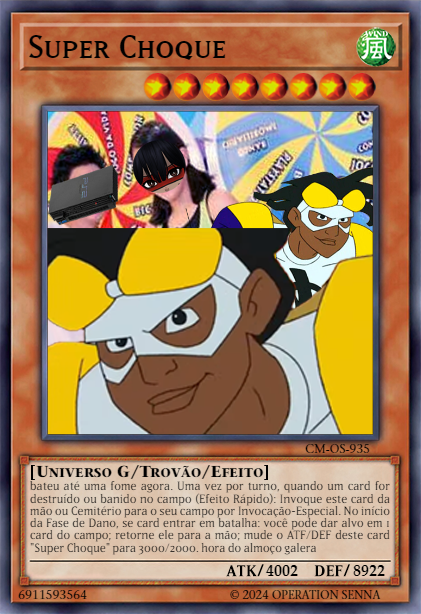 Super Choque
WIND
風
PS2
[Universo G/Trovão/Efeito]
CM-OS-935
bateu até uma fome agora. Uma vez por turno, quando um card for
destruído ou banido no campo (Efeito Rápido): Invoque este card da
mão ou Cemitério para o seu campo por Invocação-Especial. No início
da Fase de Dano, se card entrar em batalha: você pode dar alvo em 1
card do campo; retorne ele para a mão; mude o ATF/DEF deste card
"Super Choque" para 3000/2000. hora do almoço galera
ATK/4002 DEF/8922
6911593564
© 2024 OPERATION SENNA